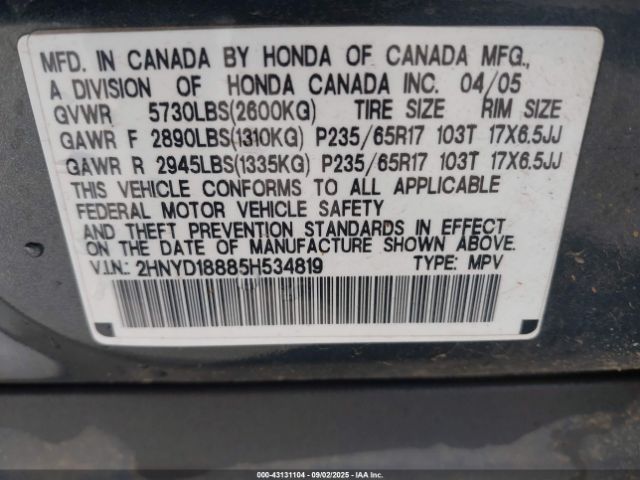 MFD. IN CANADA BY HONDA OF CANADA MFG.,
A DIVISION OF HONDA CANADA INC. 04/05
GVWR 5730LBS(2600KG) TIRE SIZE RIM SIZE
GAWR F 2890LBS(1310KG) P235/65R17 103T 17X6.5JJ
GAWR R 2945LBS(1335KG) P235/65R17 103T 17X6.5JJ
THIS VEHICLE CONFORMS TO ALL APPLICABLE
FEDERAL MOTOR VEHICLE SAFETY
AND THEFT PREVENTION STANDARDS IN EFFECT
ON THE DATE OF MANUFACTURE SHOWN ABOVE.
V.I.N.: 2HNYD18885H534819 TYPE: MPV
000-43131104 - 09/02/2025 - IAAI.COM